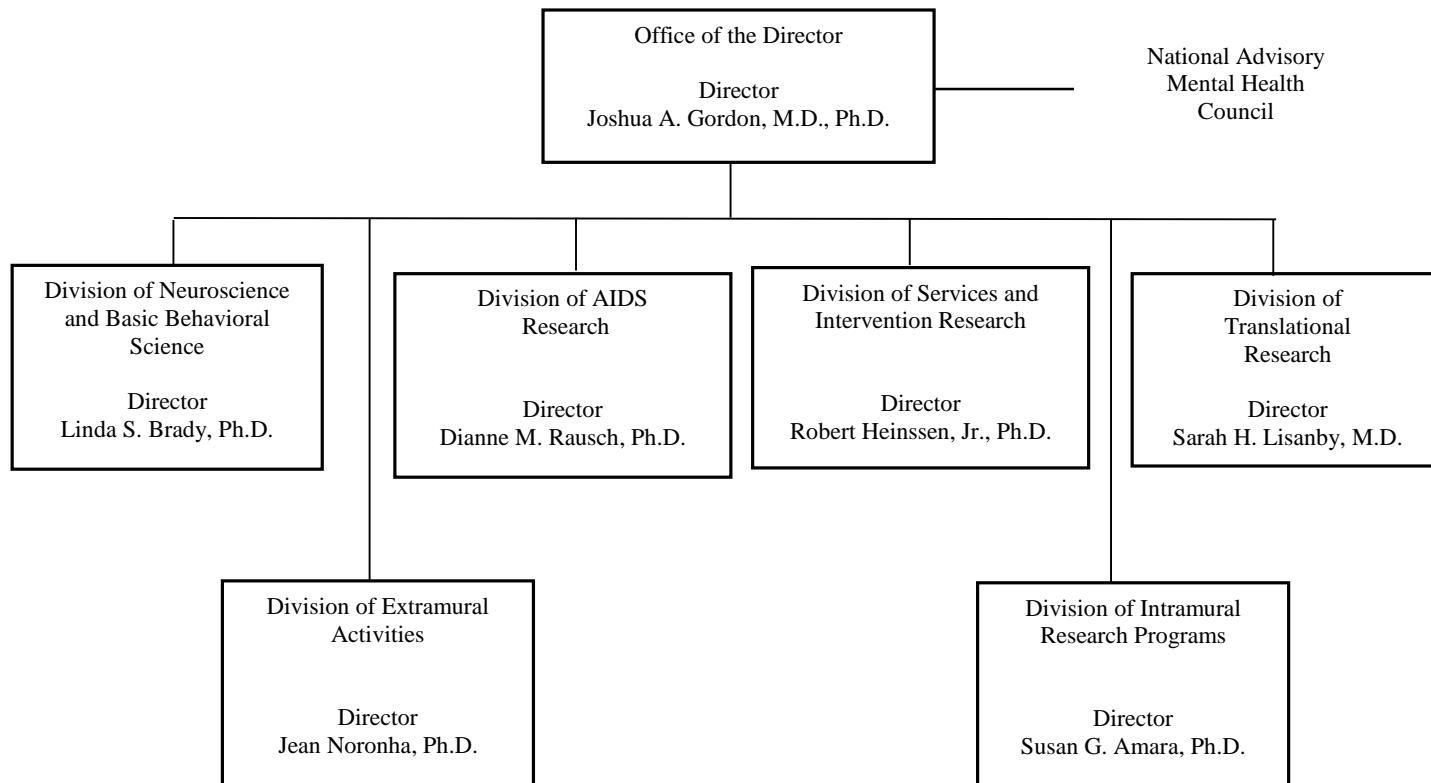 Office of the Director
Director
Joshua A. Gordon, M.D., Ph.D.
National Advisory
Mental Health
Council
Division of Neuroscience
and Basic Behavioral
Science
Director
Linda S. Brady, Ph.D.
Division of AIDS
Research
Director
Dianne M. Rausch, Ph.D.
Division of Services and
Intervention Research
Director
Robert Heinssen, Jr., Ph.D.
Division of
Translational
Research
Director
Sarah H. Lisanby, M.D.
Division of Extramural
Activities
Director
Jean Noronha, Ph.D.
Division of Intramural
Research Programs
Director
Susan G. Amara, Ph.D.